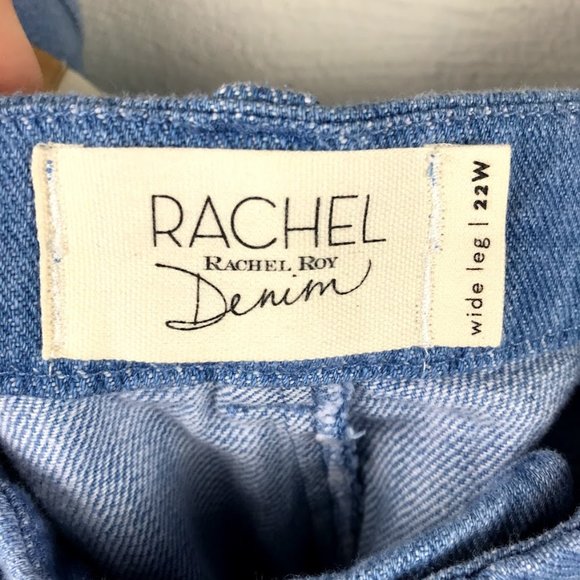 RACHEL
RACHEL ROY
Denim
wide leg | 22W